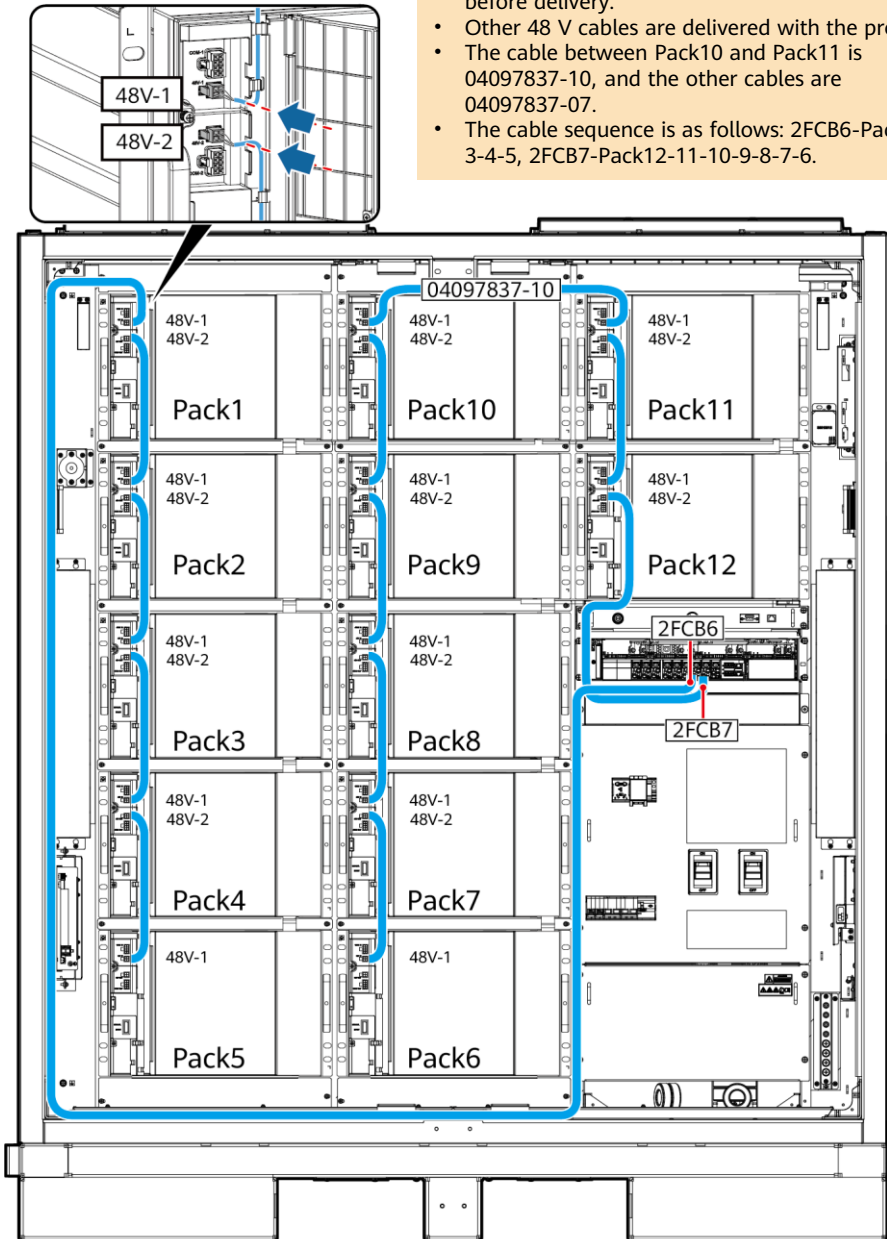 before delivery.
• Other 48 V cables are delivered with the pro
• The cable between Pack10 and Pack11 is
04097837-10, and the other cables are
04097837-07.
• The cable sequence is as follows: 2FCB6-Pac
3-4-5, 2FCB7-Pack12-11-10-9-8-7-6.
48V-1
48V-2
04097837-10
48V-1
48V-2
Pack1
48V-1
48V-2
Pack10
48V-1
48V-2
Pack11
48V-1
48V-2
Pack2
48V-1
48V-2
Pack9
48V-1
48V-2
Pack12
2FCB6
2FCB7
48V-1
48V-2
Pack3
48V-1
48V-2
Pack8
48V-1
48V-2
Pack4
48V-1
48V-2
Pack7
48V-1
Pack5
48V-1
Pack6